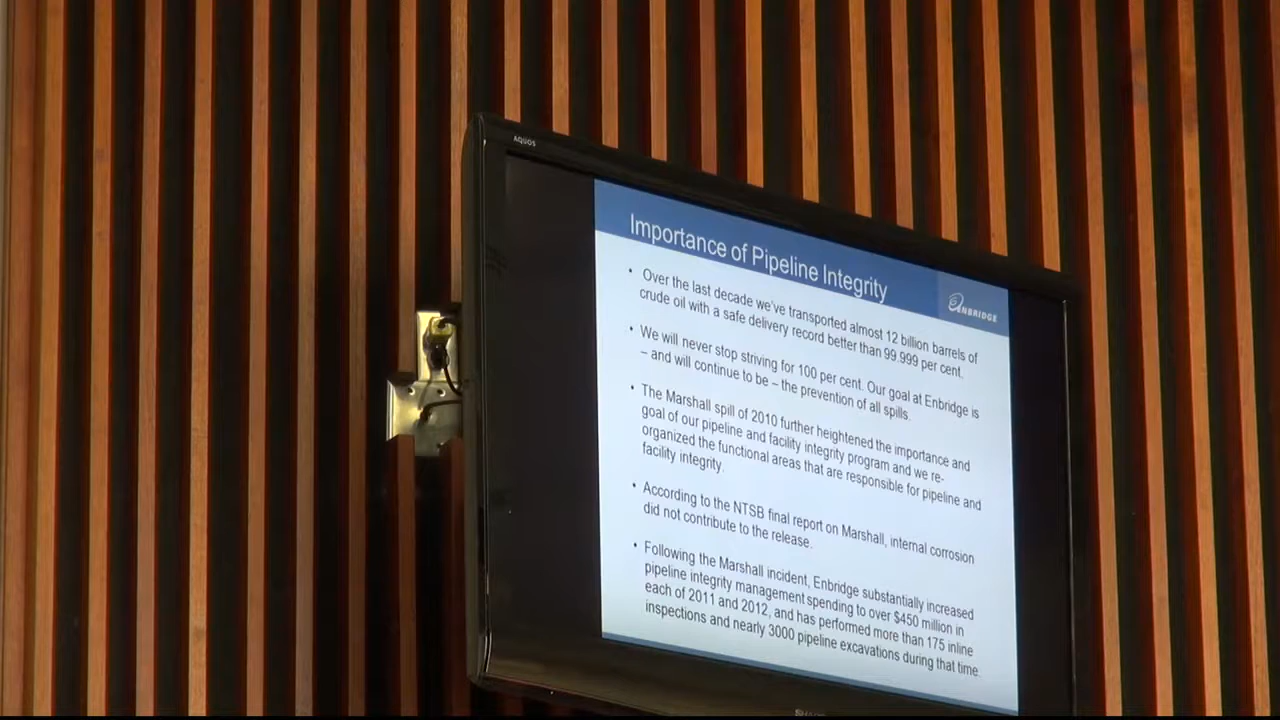 AQUOS
Importance of Pipeline Integrity
ENBRIDGE
• Over the last decade we've transported almost 12 billion barrels of
crude oil with a safe delivery record better than 99.999 per cent.
• We will never stop striving for 100 per cent. Our goal at Enbridge is
– and will continue to be – the prevention of all spills.
• The Marshall spill of 2010 further heightened the importance and
goal of our pipeline and facility integrity program and we re-
organized the functional areas that are responsible for pipeline and
facility integrity.
• According to the NTSB final report on Marshall, internal corrosion
did not contribute to the release.
• Following the Marshall incident, Enbridge substantially increased
pipeline integrity management spending to over $450 million in
each of 2011 and 2012, and has performed more than 175 inline
inspections and nearly 3000 pipeline excavations during that time.